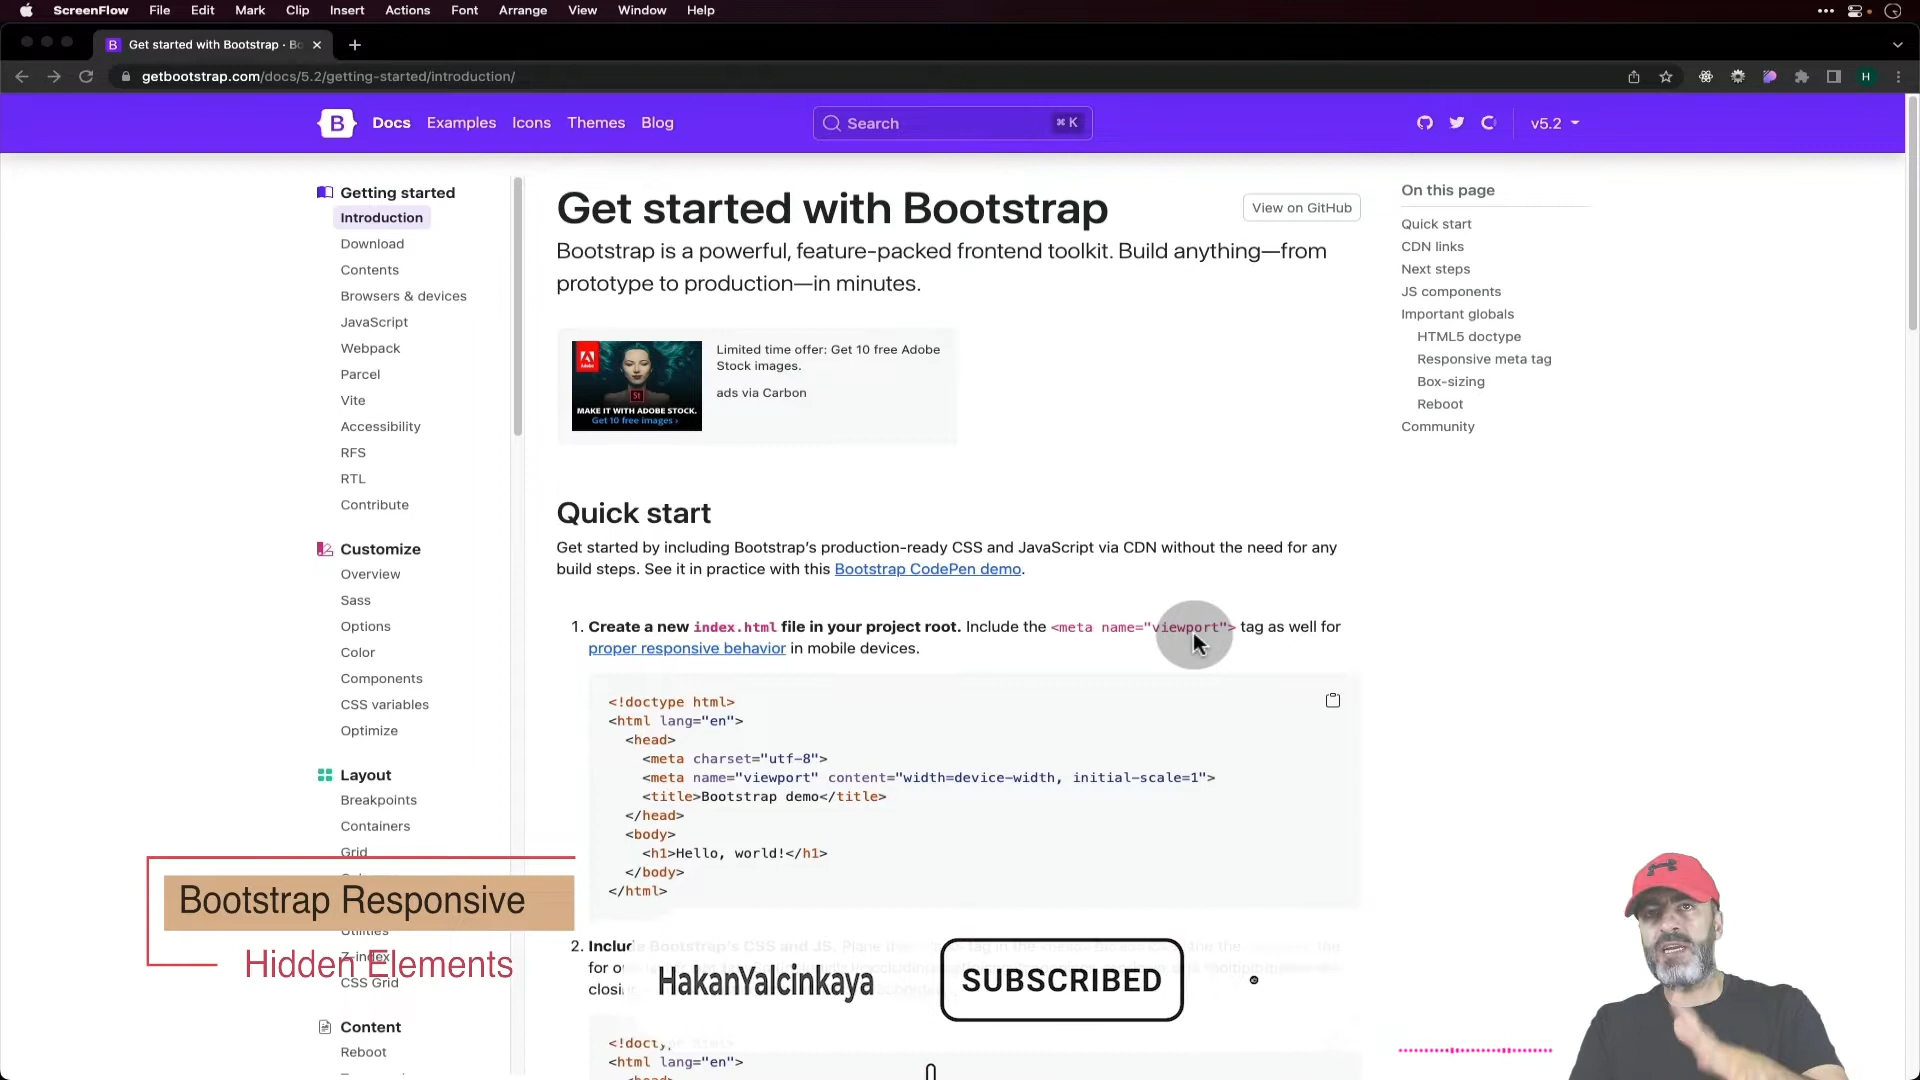 ScreenFlow File Edit Mark Clip Insert Actions Font Arrange View Window Help
Get started with Bootstrap · Bo
getbootstrap.com/docs/5.2/getting-started/introduction/
H
B Docs Examples Icons Themes Blog
Search ⌘ K
v5.2
Getting started
Introduction
Download
Contents
Browsers & devices
JavaScript
Webpack
Parcel
Vite
Accessibility
RFS
RTL
Contribute
Customize
Overview
Sass
Options
Color
Components
CSS variables
Optimize
Layout
Breakpoints
Containers
Grid
Utilities
Z-index
CSS Grid
Content
Reboot
Get started with Bootstrap
View on GitHub
Bootstrap is a powerful, feature-packed frontend toolkit. Build anything—from
prototype to production—in minutes.
Adobe
St
MAKE IT WITH ADOBE STOCK.
Get 10 free images ›
Limited time offer: Get 10 free Adobe
Stock images.
ads via Carbon
Quick start
Get started by including Bootstrap's production-ready CSS and JavaScript via CDN without the need for any
build steps. See it in practice with this Bootstrap CodePen demo.
1. Create a new index.html file in your project root. Include the <meta name="viewport"> tag as well for
proper responsive behavior in mobile devices.
<!doctype html>
<html lang="en">
<head>
<meta charset="utf-8">
<meta name="viewport" content="width=device-width, initial-scale=1">
<title>Bootstrap demo</title>
</head>
<body>
<h1>Hello, world!</h1>
</body>
</html>
2. Include Bootstrap's CSS and JS.
<html lang="en">
On this page
Quick start
CDN links
Next steps
JS components
Important globals
HTML5 doctype
Responsive meta tag
Box-sizing
Reboot
Community
Bootstrap Responsive
Hidden Elements
HakanYalcinkaya
SUBSCRIBED